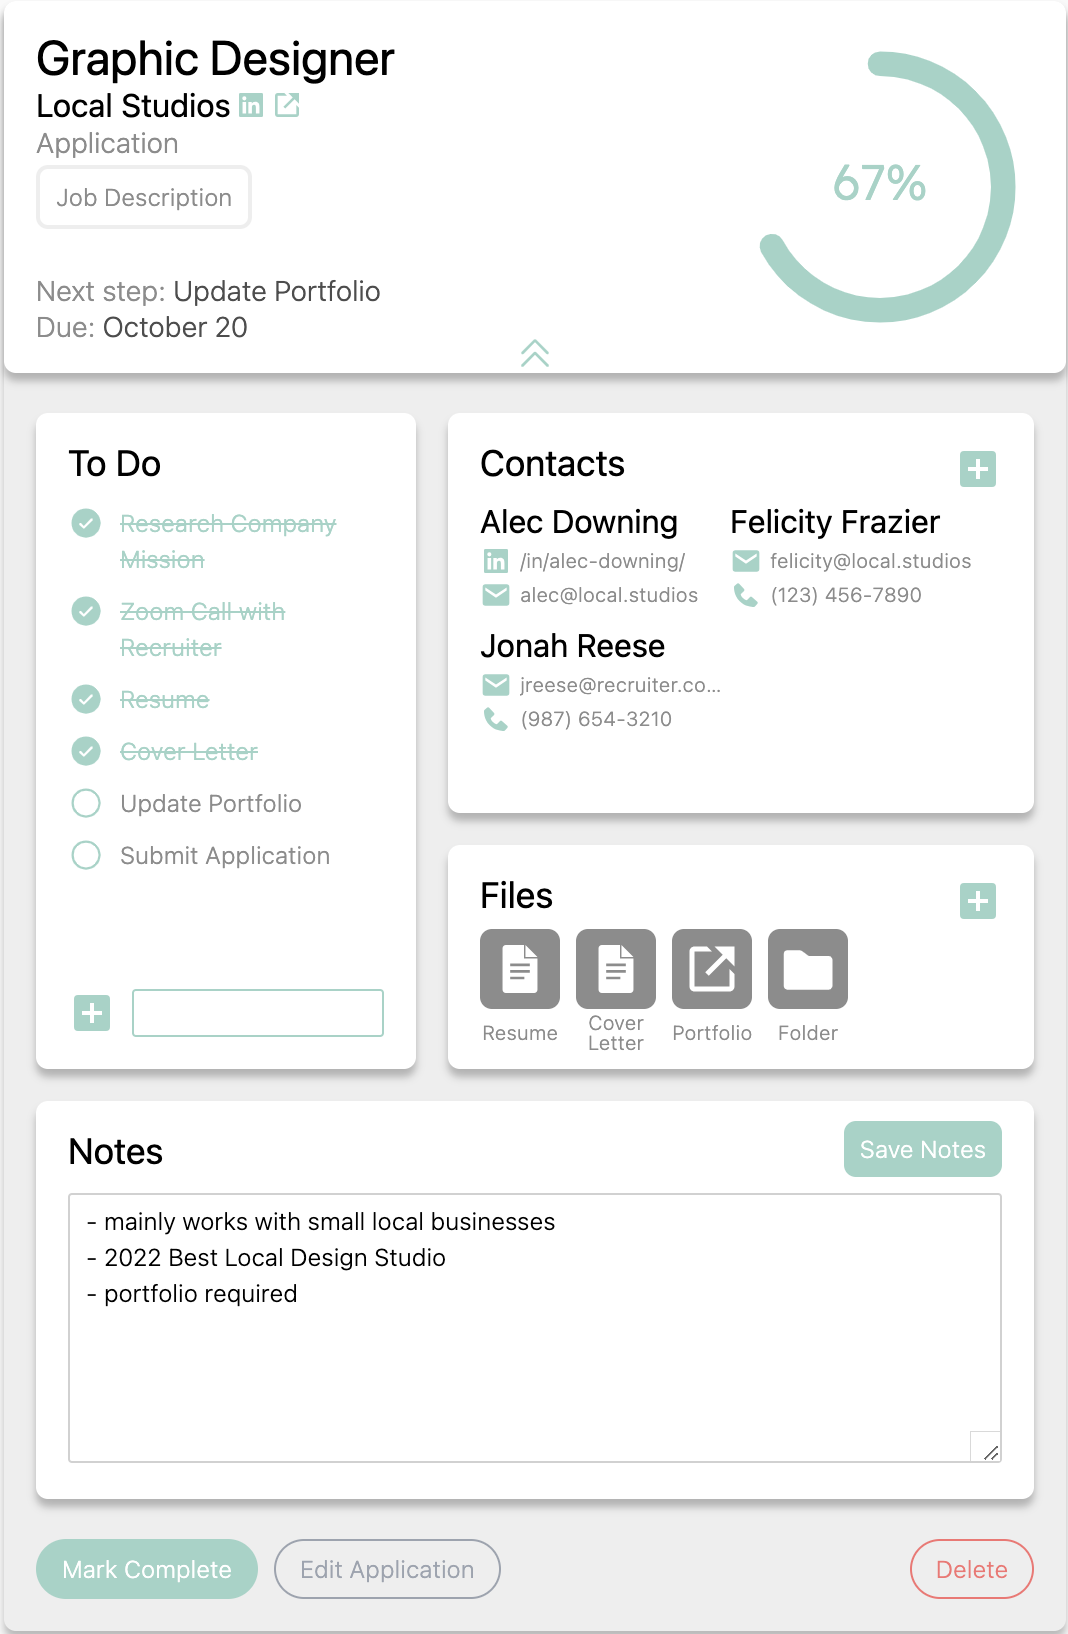 Graphic Designer
Local Studios
Application
Job Description
67%
Next step: Update Portfolio
Due: October 20
To Do
Research Company
Mission
Zoom Call with
Recruiter
Resume
Cover Letter
Update Portfolio
Submit Application
Contacts
Alec Downing
/in/alec-downing/
alec@local.studios
Felicity Frazier
felicity@local.studios
(123) 456-7890
Jonah Reese
jreese@recruiter.co...
(987) 654-3210
Files
Resume
Cover
Letter
Portfolio
Folder
Notes
Save Notes
- mainly works with small local businesses
- 2022 Best Local Design Studio
- portfolio required
Mark Complete
Edit Application
Delete